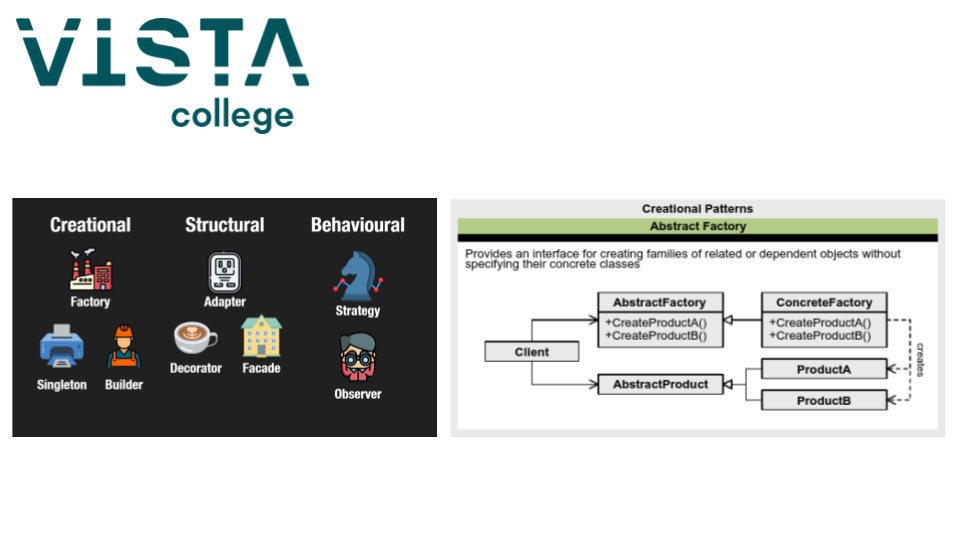 VISTA
college
Creational
Structural
Behavioural
Factory
Adapter
Strategy
Singleton
Builder
Decorator
Facade
Observer
Creational Patterns
Abstract Factory
Provides an interface for creating families of related or dependent objects without
specifying their concrete classes
AbstractFactory
+CreateProductA()
+CreateProductB()
ConcreteFactory
+CreateProductA()
+CreateProductB()
Client
creates
AbstractProduct
ProductA
ProductB